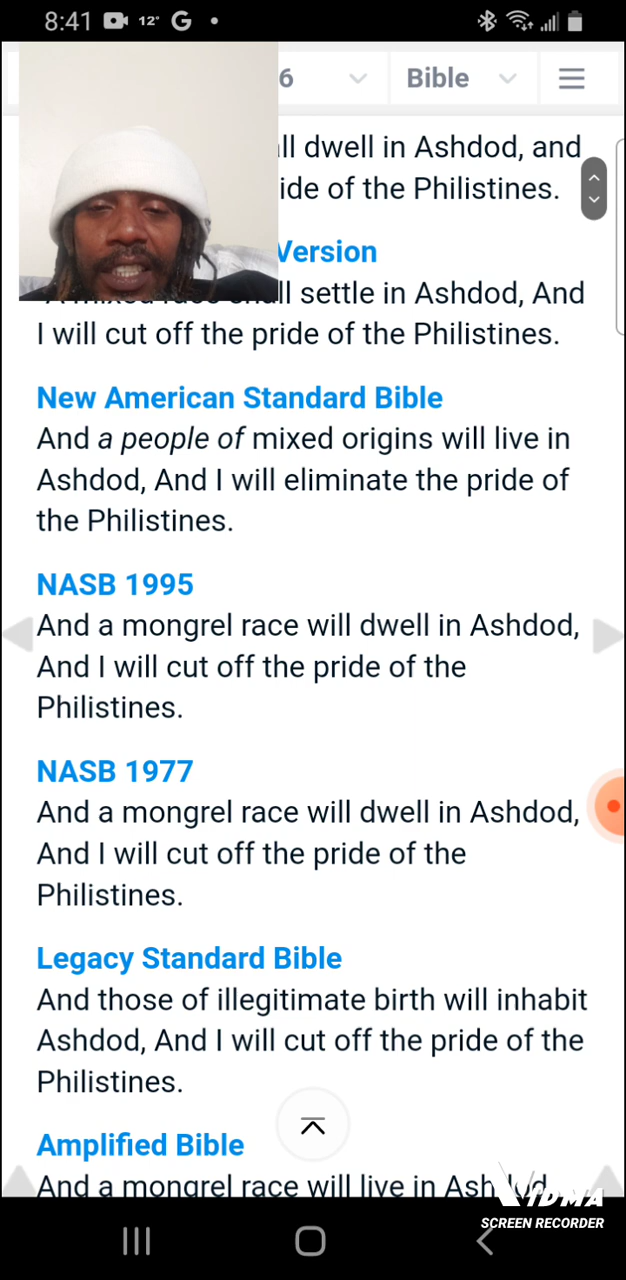 8:41 12° G
6 Bible
ll dwell in Ashdod, and
ide of the Philistines.
Version
ll settle in Ashdod, And
I will cut off the pride of the Philistines.
New American Standard Bible
And a people of mixed origins will live in
Ashdod, And I will eliminate the pride of
the Philistines.
NASB 1995
And a mongrel race will dwell in Ashdod,
And I will cut off the pride of the
Philistines.
NASB 1977
And a mongrel race will dwell in Ashdod,
And I will cut off the pride of the
Philistines.
Legacy Standard Bible
And those of illegitimate birth will inhabit
Ashdod, And I will cut off the pride of the
Philistines.
Amplified Bible
And a mongrel race will live in Ashdod,
VIDMA
SCREEN RECORDER